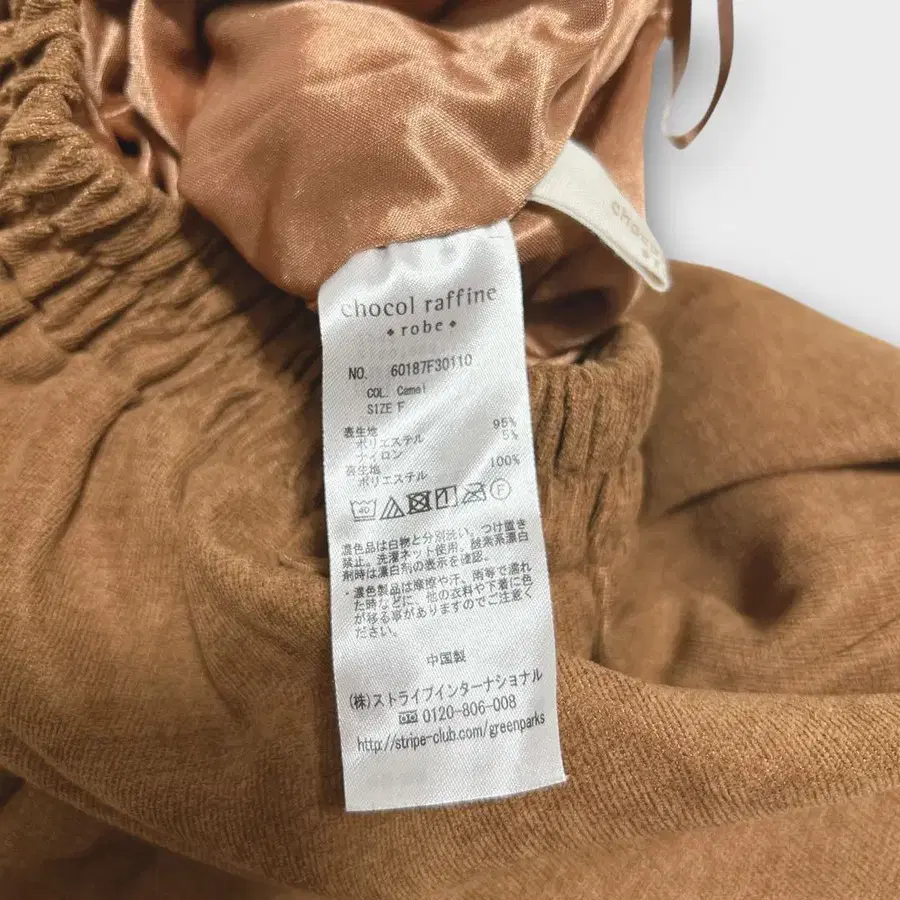 choc
chocol raffine
robe
NO. 60187F30110
COL. Camel
SIZE F
表生地
ポリエステル 95%
ナイロン 5%
裏生地
ポリエステル 100%
40
F
濃色品は白物と分別洗い。つけ置き
禁止。洗濯ネット使用。酸素系漂白
剤時は漂白剤の表示を確認。
・濃色製品は摩擦や汗、雨等で濡れ
た時などに、他の衣料や下着に色
が移る事がありますのでご注意く
ださい。
中国製
(株)ストライプインターナショナル
0120-806-008
http://stripe-club.com/greenparks